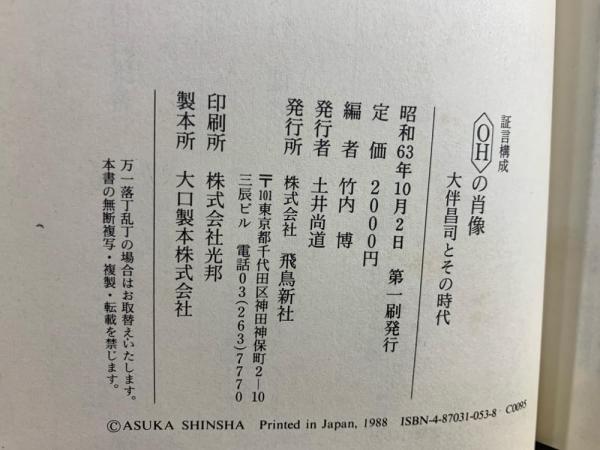 証言構成
〈OH〉の肖像
大伴昌司とその時代
昭和63年10月2日 第一刷発行
定価 2000円
編者 竹内 博
発行者 土井尚道
発行所 株式会社 飛鳥新社
〒101東京都千代田区神田神保町2―10
三辰ビル 電話03(263)7770
印刷所 株式会社光邦
製本所 大口製本株式会社
万一落丁乱丁の場合はお取替えいたします。
本書の無断複写・複製・転載を禁じます。
©ASUKA SHINSHA Printed in Japan, 1988 ISBN-4-87031-053-8 C0095